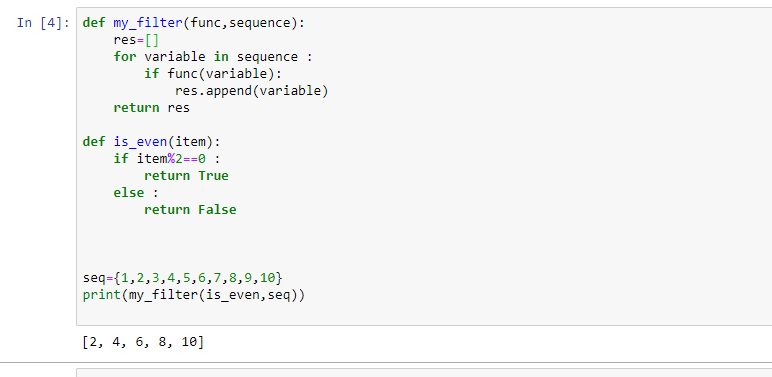 In [4]: def my_filter(func,sequence):
    res=[]
    for variable in sequence :
        if func(variable):
            res.append(variable)
    return res
def is_even(item):
    if item%2==0 :
        return True
    else :
        return False
seq={1,2,3,4,5,6,7,8,9,10}
print(my_filter(is_even,seq))
[2, 4, 6, 8, 10]